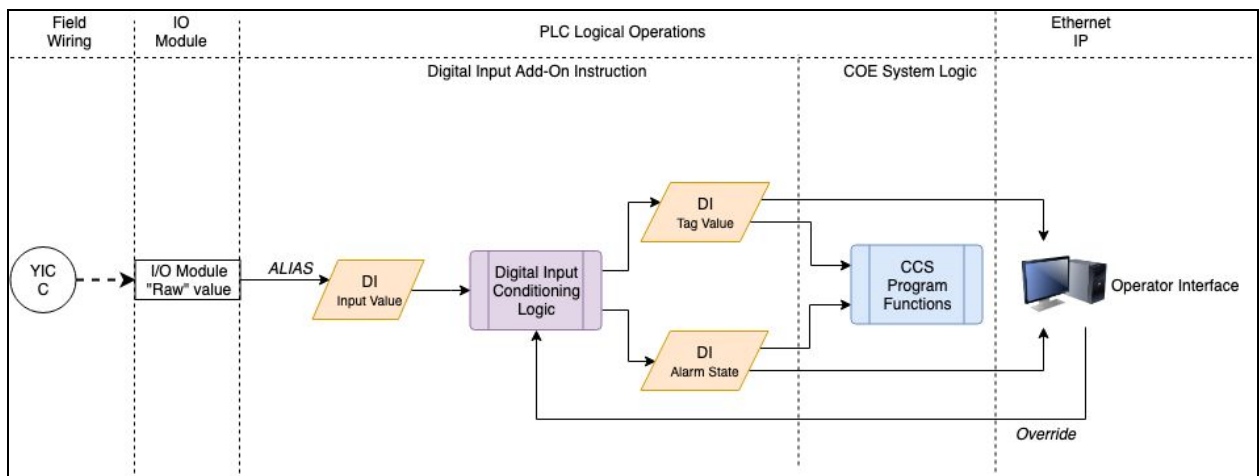 Field
Wiring
IO
Module
PLC Logical Operations
Ethernet
IP
Digital Input Add-On Instruction
COE System Logic
YIC
C
I/O Module
"Raw" value
ALIAS
DI
Input Value
Digital Input
Conditioning
Logic
DI
Tag Value
DI
Alarm State
CCS
Program
Functions
Operator Interface
Override